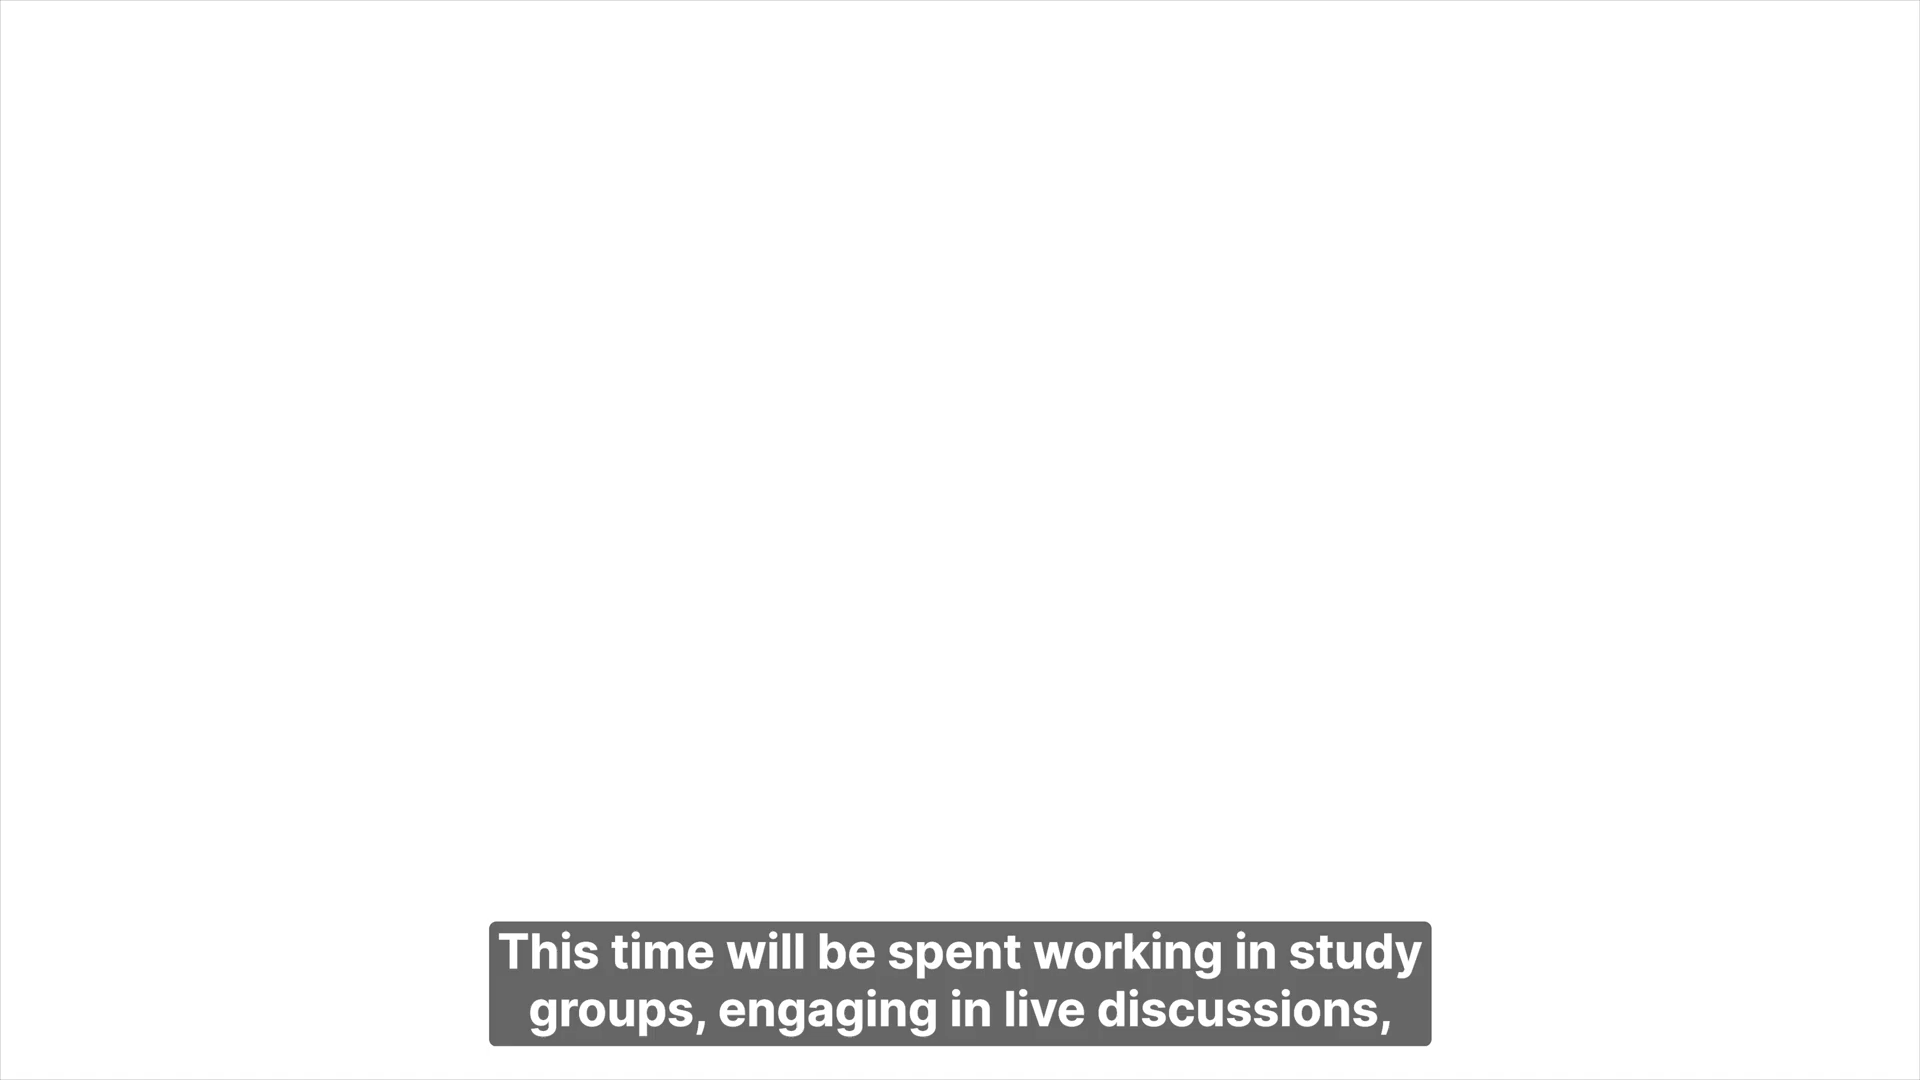 This time will be spent working in study
groups, engaging in live discussions,